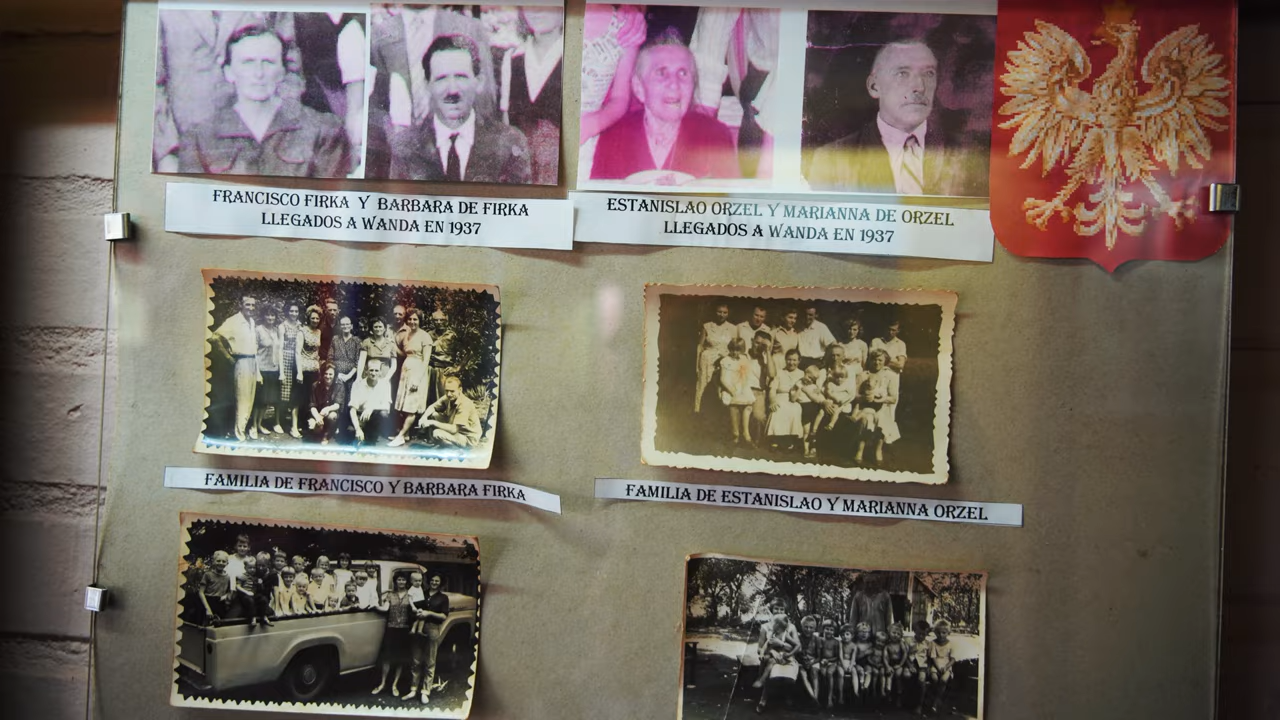 FRANCISCO FIRKA Y BARBARA DE FIRKA
LLEGADOS A WANDA EN 1937
ESTANISLAO ORZEL Y MARIANNA DE ORZEL
LLEGADOS A WANDA EN 1937
FAMILIA DE FRANCISCO Y BARBARA FIRKA
FAMILIA DE ESTANISLAO Y MARIANNA ORZEL